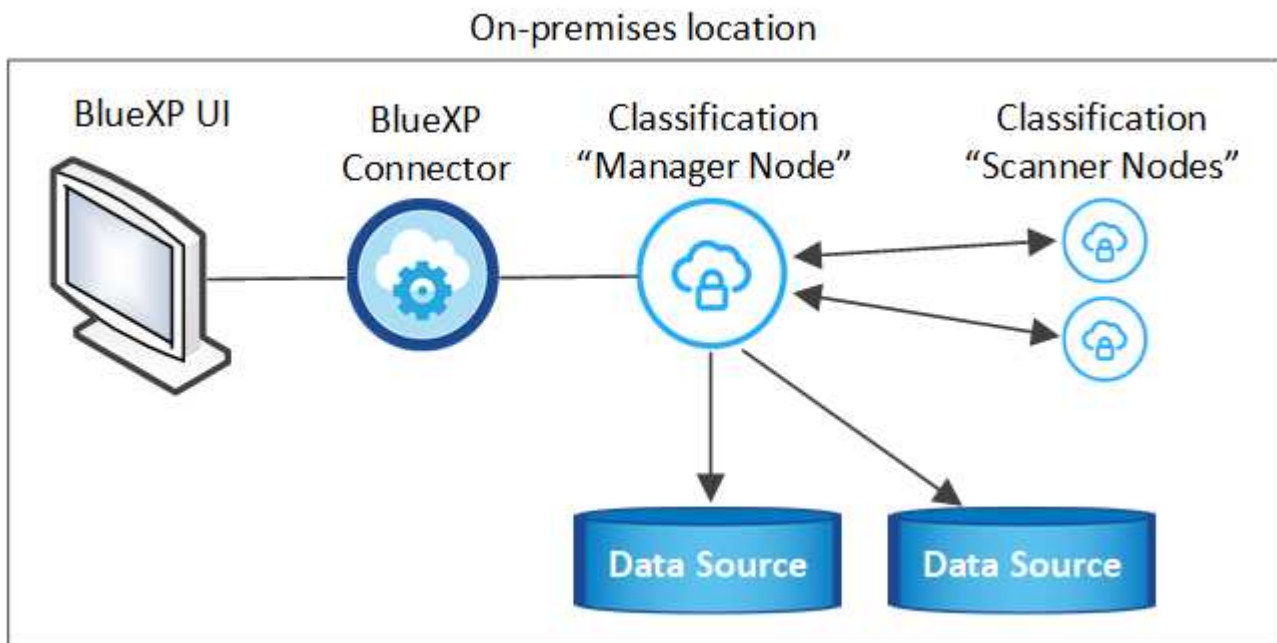 On-premises location
BlueXP UI
BlueXP
Connector
Classification
“Manager Node”
Classification
“Scanner Nodes”
Data Source
Data Source